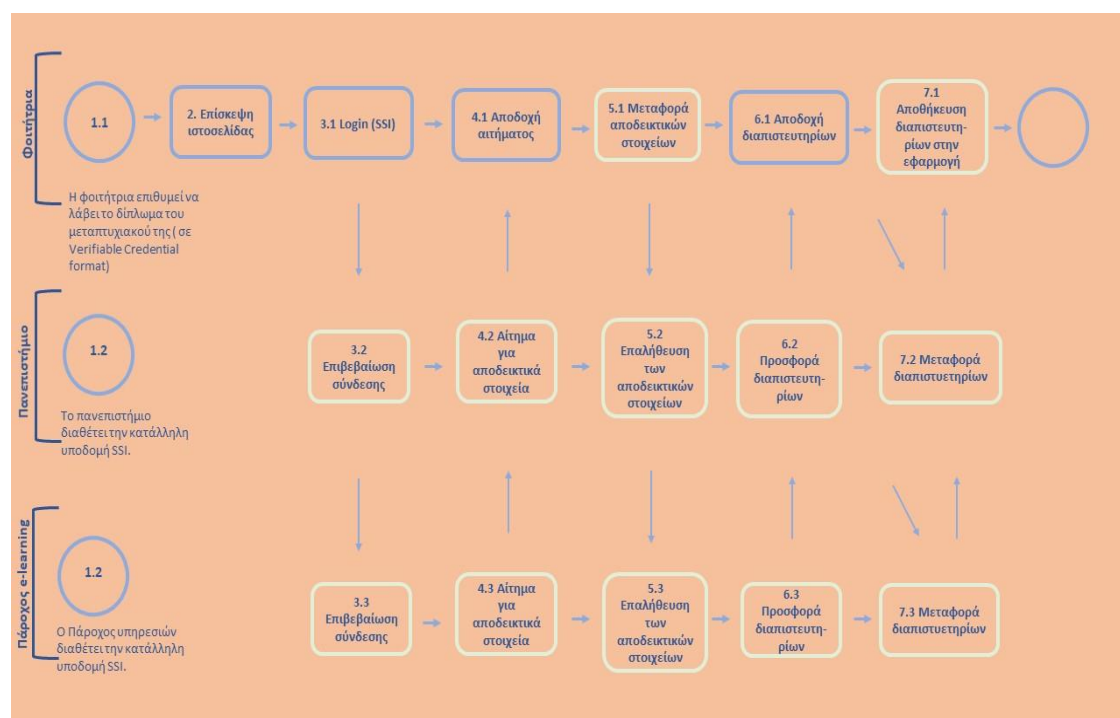 Φοιτήτρια
1.1
2. Επίσκεψη
ιστοσελίδας
3.1 Login (SSI)
4.1 Αποδοχή
αιτήματος
5.1 Μεταφορά
αποδεικτικών
στοιχείων
6.1 Αποδοχή
διαπιστευτηρίων
7.1
Αποθήκευση
διαπιστευτη-
ρίων στην
εφαρμογή
Η φοιτήτρια επιθυμεί να
λάβει το δίπλωμα του
μεταπτυχιακού της ( σε
Verifiable Credential
format)
Πανεπιστήμιο
1.2
3.2
Επιβεβαίωση
σύνδεσης
4.2 Αίτημα
για
αποδεικτικά
στοιχεία
5.2
Επαλήθευση
των
αποδεικτικών
στοιχείων
6.2
Προσφορά
διαπιστευτη-
ρίων
7.2 Μεταφορά
διαπιστυετηρίων
Το πανεπιστήμιο
διαθέτει την κατάλληλη
υποδομή SSI.
Πάροχος e-learning
1.2
3.3
Επιβεβαίωση
σύνδεσης
4.3 Αίτημα
για
αποδεικτικά
στοιχεία
5.3
Επαλήθευση
των
αποδεικτικών
στοιχείων
6.3
Προσφορά
διαπιστευτη-
ρίων
7.3 Μεταφορά
διαπιστυετηρίων
Ο Πάροχος υπηρεσιών
διαθέτει την κατάλληλη
υποδομή SSI.